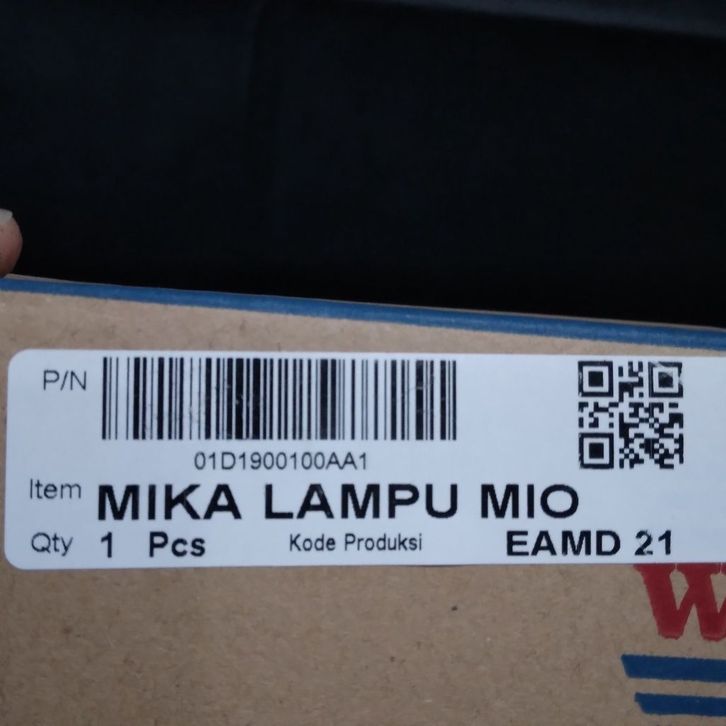 P/N
01D1900100AA1
Item MIKA LAMPU MIO
Qty 1 Pcs Kode Produksi EAMD 21
W